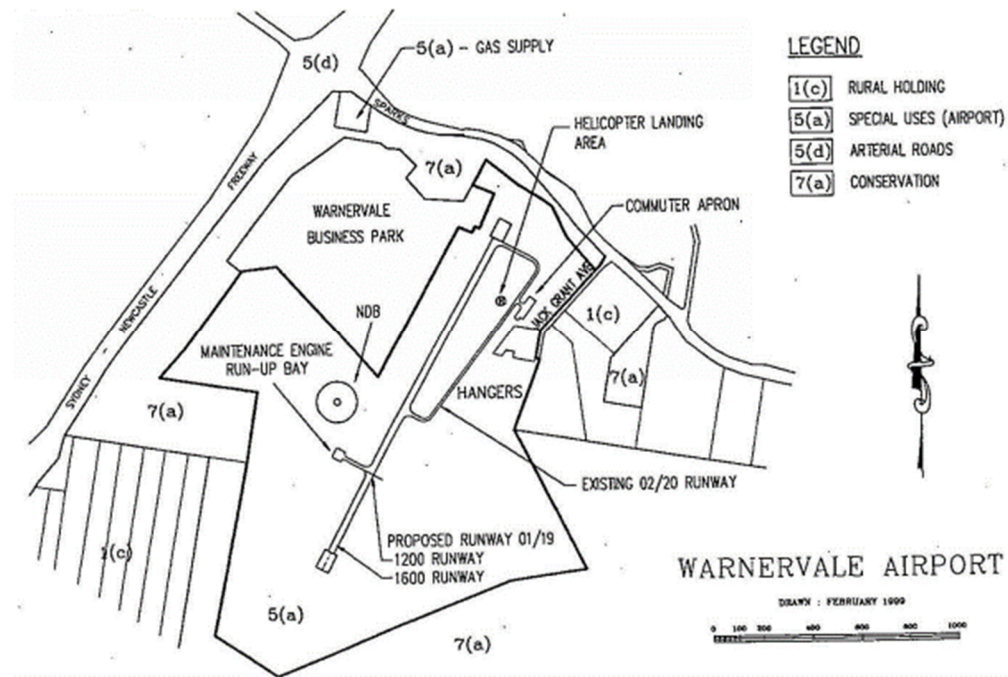 5(a) - GAS SUPPLY
5(d)
SPARKS
HELICOPTER LANDING
AREA
7(a)
COMMUTER APRON
WARNERVALE
BUSINESS PARK
SYDNEY NEWCASTLE FREEWAY
JACK GRANT AVE
1(c)
NDB
MAINTENANCE ENGINE
RUN-UP BAY
7(a)
HANGERS
7(a)
EXISTING 02/20 RUNWAY
PROPOSED RUNWAY 01/19
1200 RUNWAY
1600 RUNWAY
1(c)
5(a)
7(a)
LEGEND
1(c) RURAL HOLDING
5(a) SPECIAL USES (AIRPORT)
5(d) ARTERIAL ROADS
7(a) CONSERVATION
WARNERVALE AIRPORT
DRAWN : FEBRUARY 1999
0 100 200 400 600 800 1000